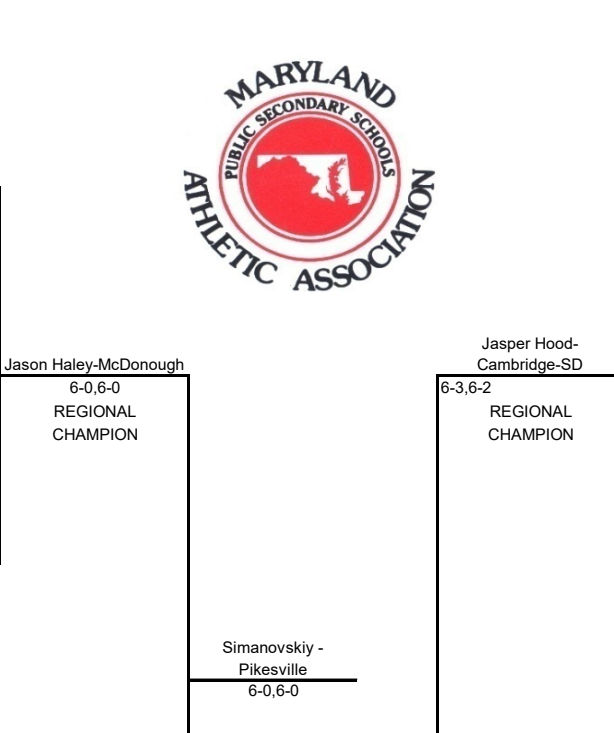 MARYLAND
PUBLIC SECONDARY SCHOOLS
ATHLETIC ASSOCIATION
Jason Haley-McDonough
6-0,6-0
REGIONAL
CHAMPION
Jasper Hood-
Cambridge-SD
6-3,6-2
REGIONAL
CHAMPION
Simanovskiy -
Pikesville
6-0,6-0